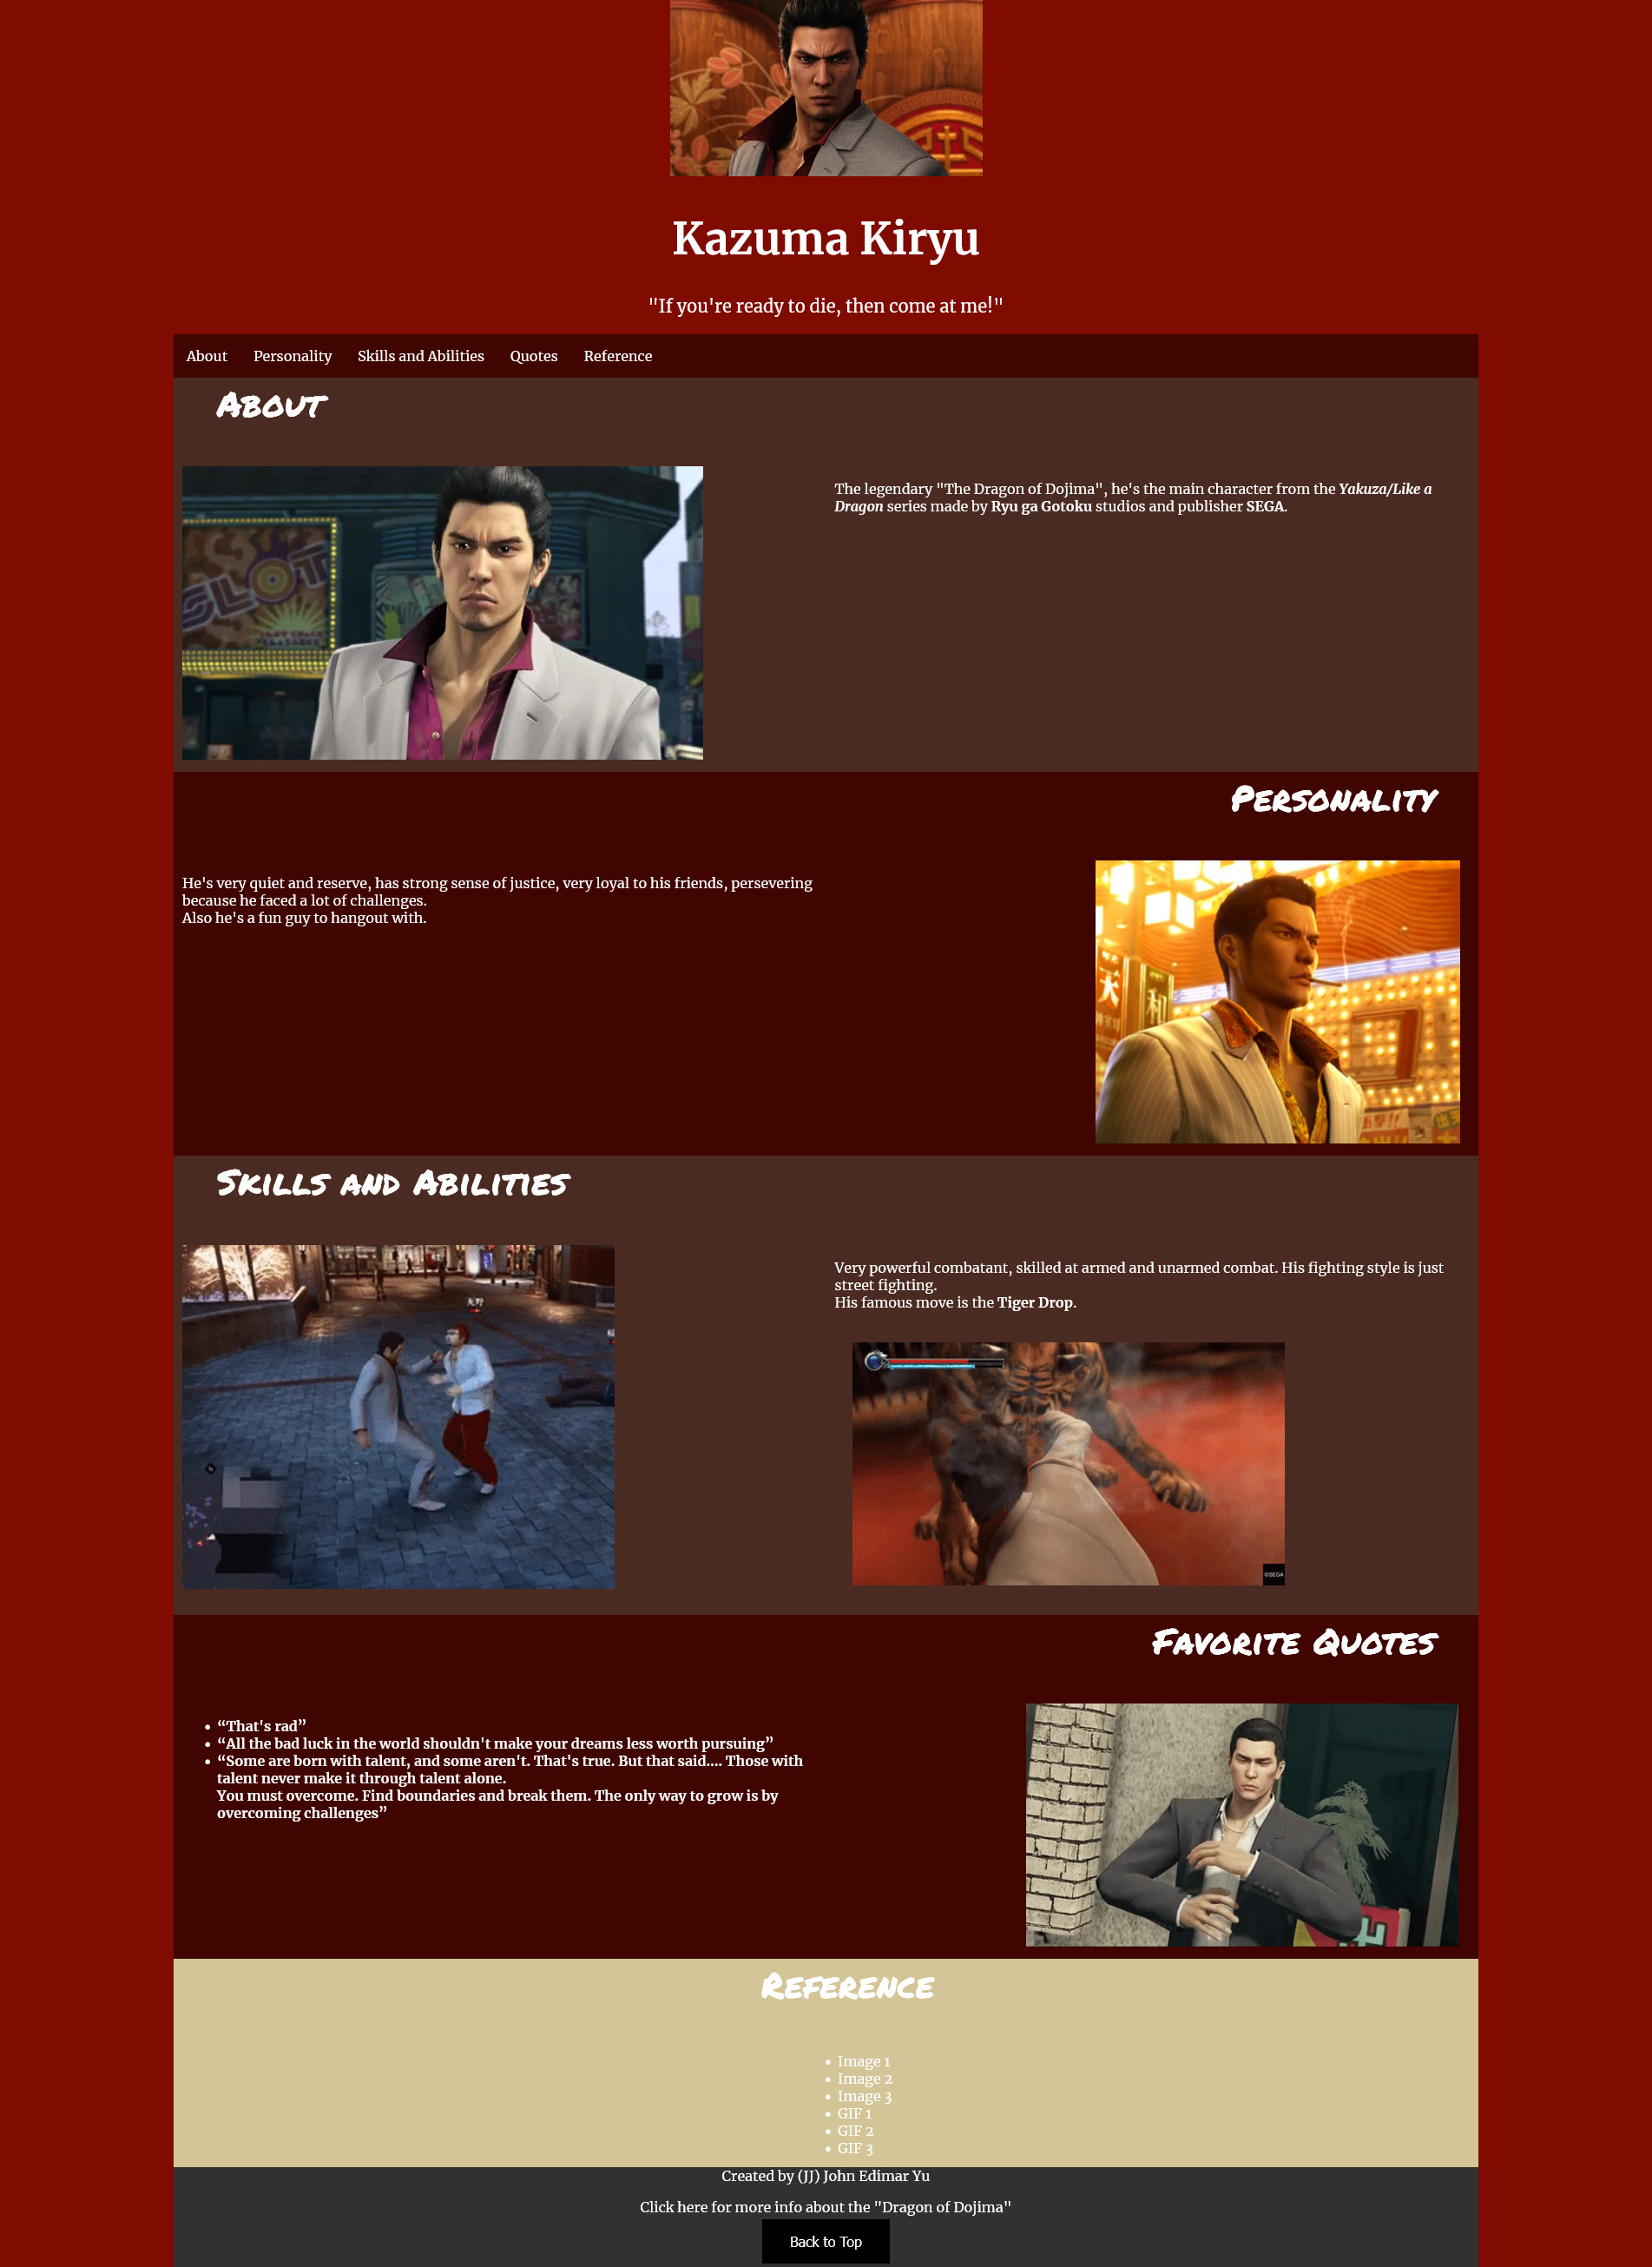 Kazuma Kiryu
"If you're ready to die, then come at me!"
About
Personality
Skills and Abilities
Quotes
Reference
About
SLOT
The legendary "The Dragon of Dojima", he's the main character from the Yakuza/Like a
Dragon series made by Ryu ga Gotoku studios and publisher SEGA.
Personality
He's very quiet and reserve, has strong sense of justice, very loyal to his friends, persevering
because he faced a lot of challenges.
Also he's a fun guy to hangout with.
天
和
Skills and Abilities
Very powerful combatant, skilled at armed and unarmed combat. His fighting style is just
street fighting.
His famous move is the Tiger Drop.
©SEGA
Favorite Quotes
• “That's rad”
• “All the bad luck in the world shouldn't make your dreams less worth pursuing”
• “Some are born with talent, and some aren't. That's true. But that said.... Those with
talent never make it through talent alone.
You must overcome. Find boundaries and break them. The only way to grow is by
overcoming challenges”
Reference
• Image 1
• Image 2
• Image 3
• GIF 1
• GIF 2
• GIF 3
Created by (JJ) John Edimar Yu
Click here for more info about the "Dragon of Dojima"
Back to Top